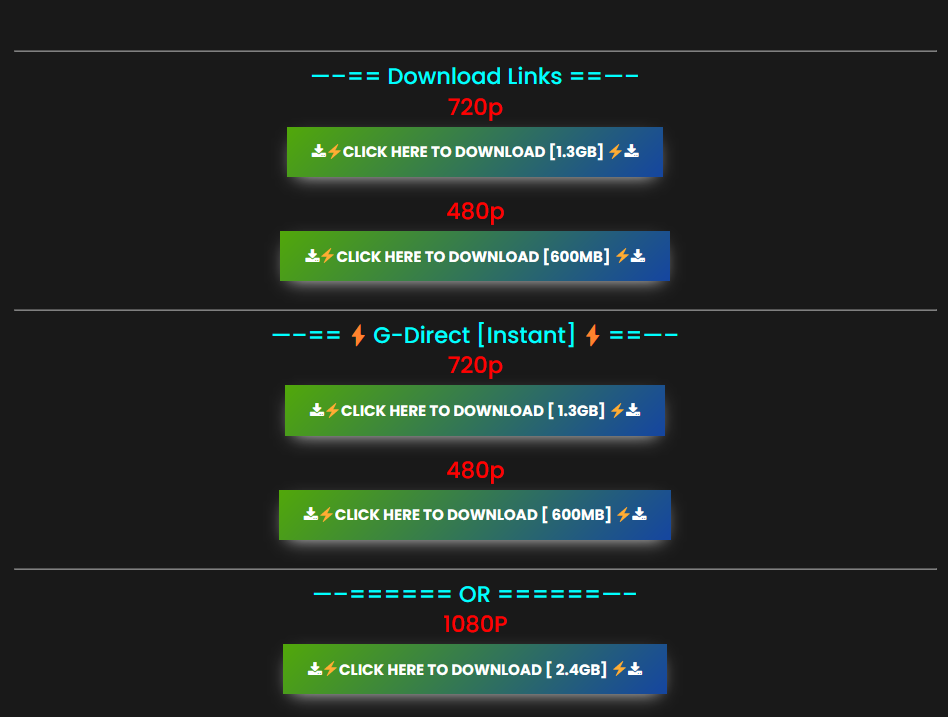 —–== Download Links ==—–
720p
⚡CLICK HERE TO DOWNLOAD [1.3GB] ⚡
480p
⚡CLICK HERE TO DOWNLOAD [600MB] ⚡
—–== ⚡ G-Direct [Instant] ⚡ ==—–
720p
⚡CLICK HERE TO DOWNLOAD [ 1.3GB] ⚡
480p
⚡CLICK HERE TO DOWNLOAD [ 600MB] ⚡
—–====== OR ======—–
1080P
⚡CLICK HERE TO DOWNLOAD [ 2.4GB] ⚡